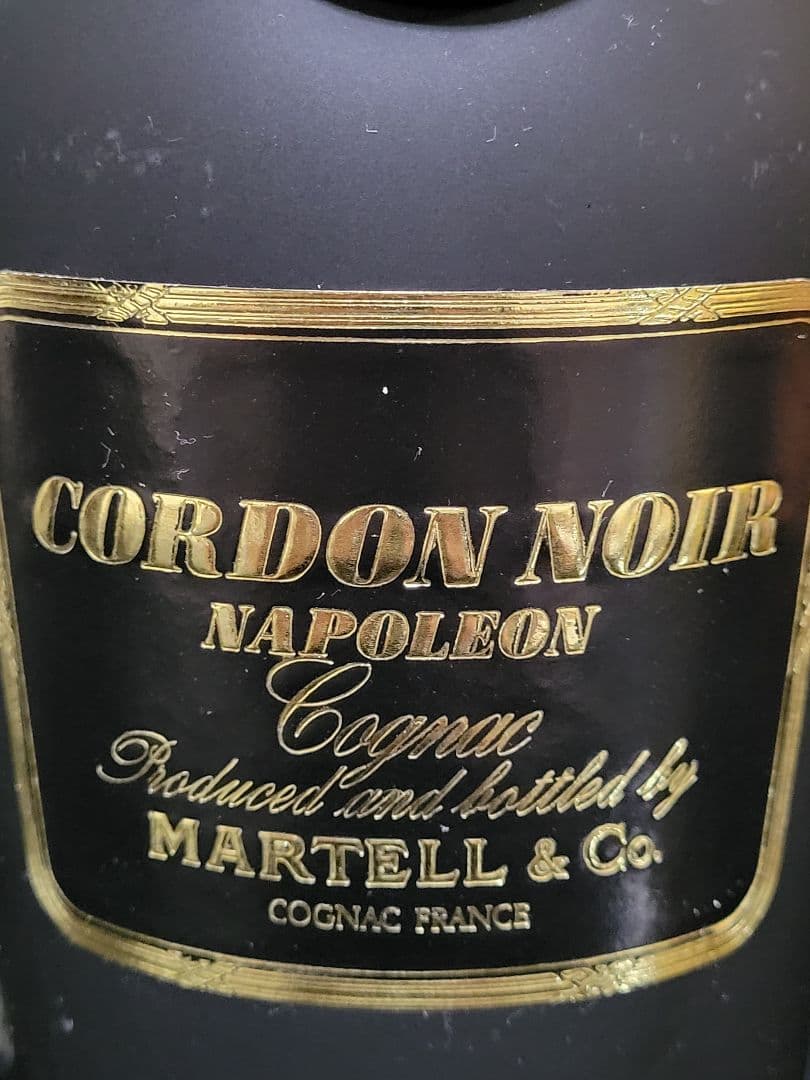 CORDON NOIR
NAPOLEON
Cognac
Produced and bottled by
MARTELL & Co.
COGNAC FRANCE